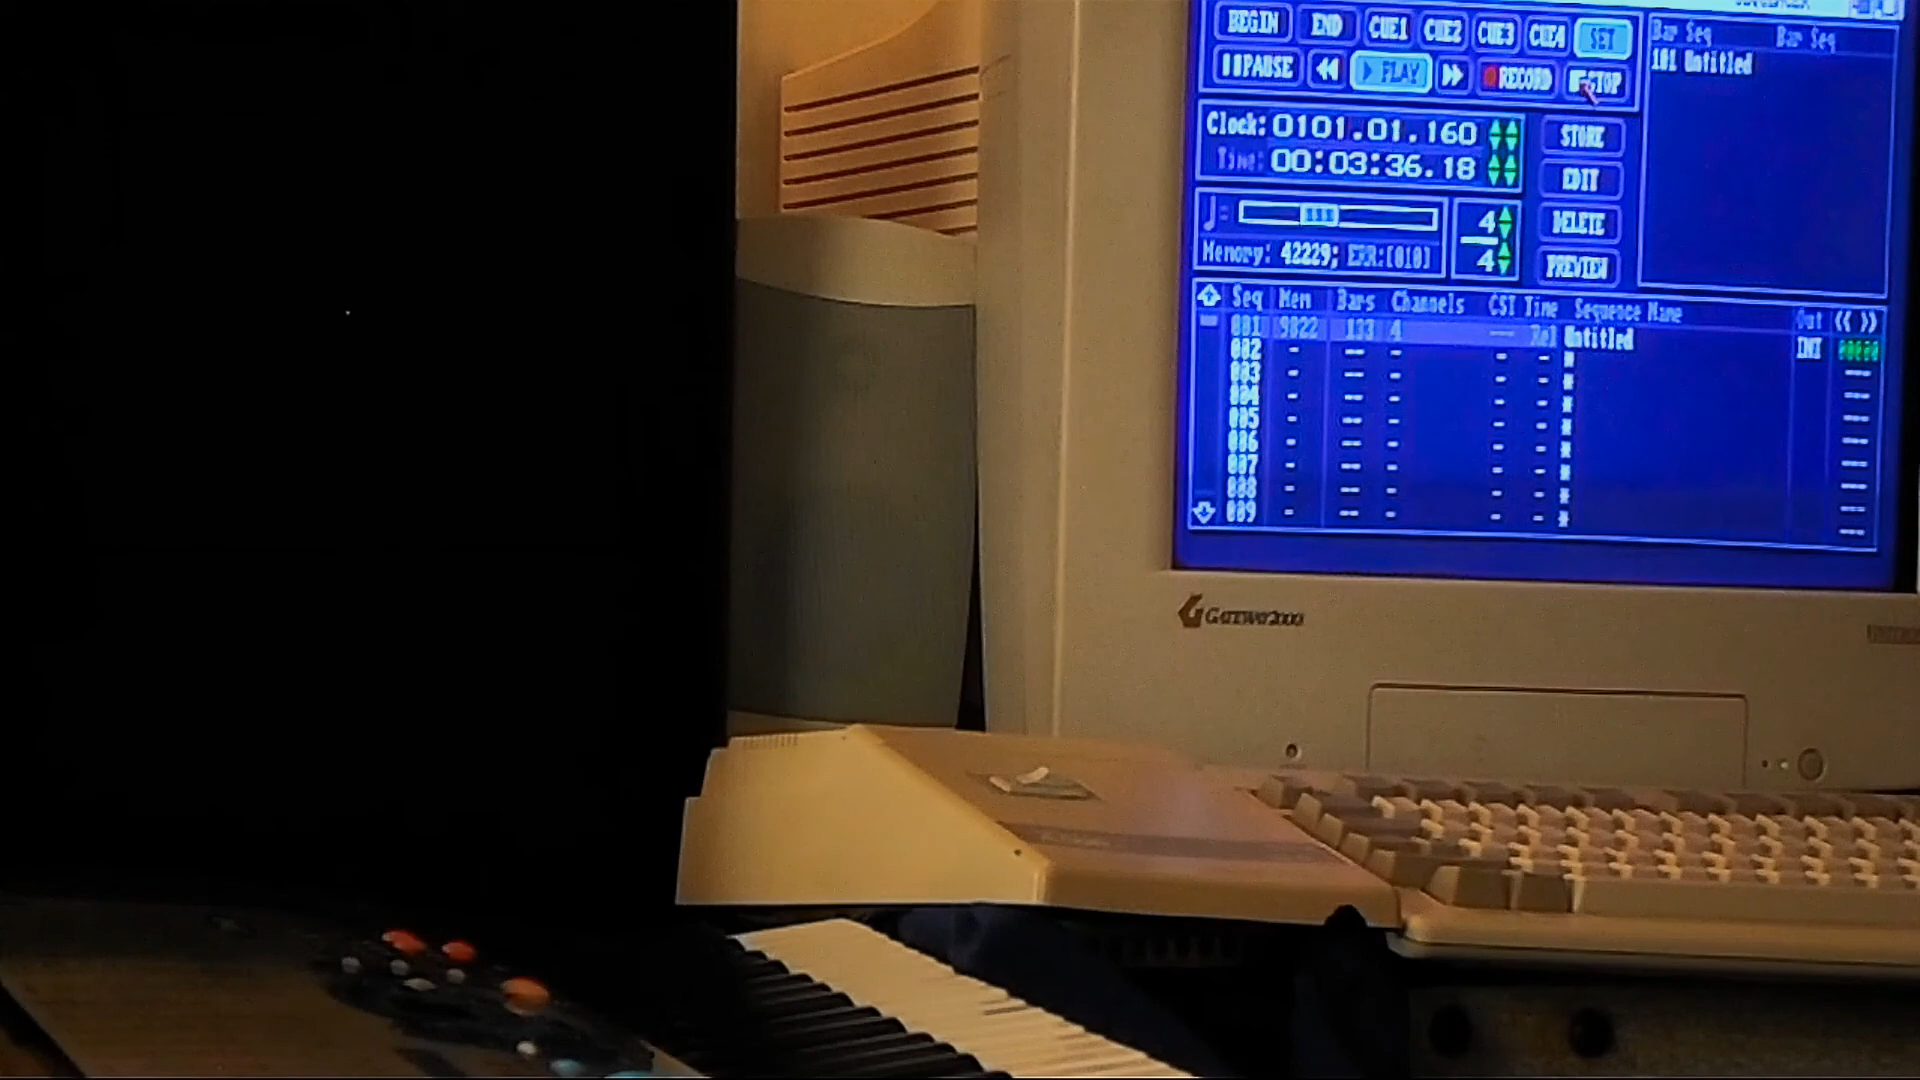 BEGIN END CUE1 CUE2 CUE3 CUE4 SET
PAUSE PLAY RECORD STOP
Clock: 0101.01.160
Time: 00:03:36.18
STORE
EDIT
DELETE
PREVIEW
4
4
Memory: 42229; ERR:[010]
Bar Seq Bar Seq
101 Untitled
Seq Mem Bars Channels CSI Time Sequence Name Out << >>
001 9822 133 4 --- Rel Untitled
002 - -- - - - *
003 - -- - - - * ---
004 - -- - - - * ---
005 - -- - - - * ---
006 - -- - - - * ---
007 - -- - - - * ---
008 - -- - - - * ---
009 - -- - - - * ---
GATEWAY2000